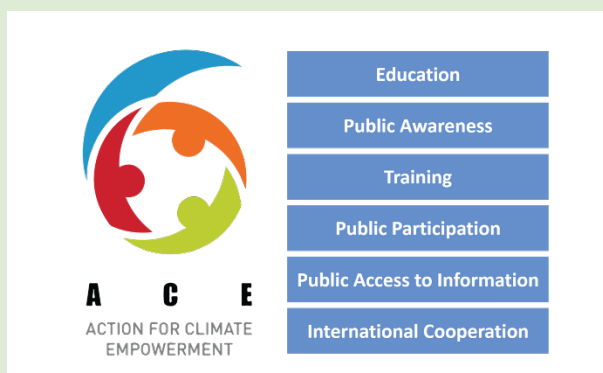 A C E
ACTION FOR CLIMATE
EMPOWERMENT
Education
Public Awareness
Training
Public Participation
Public Access to Information
International Cooperation